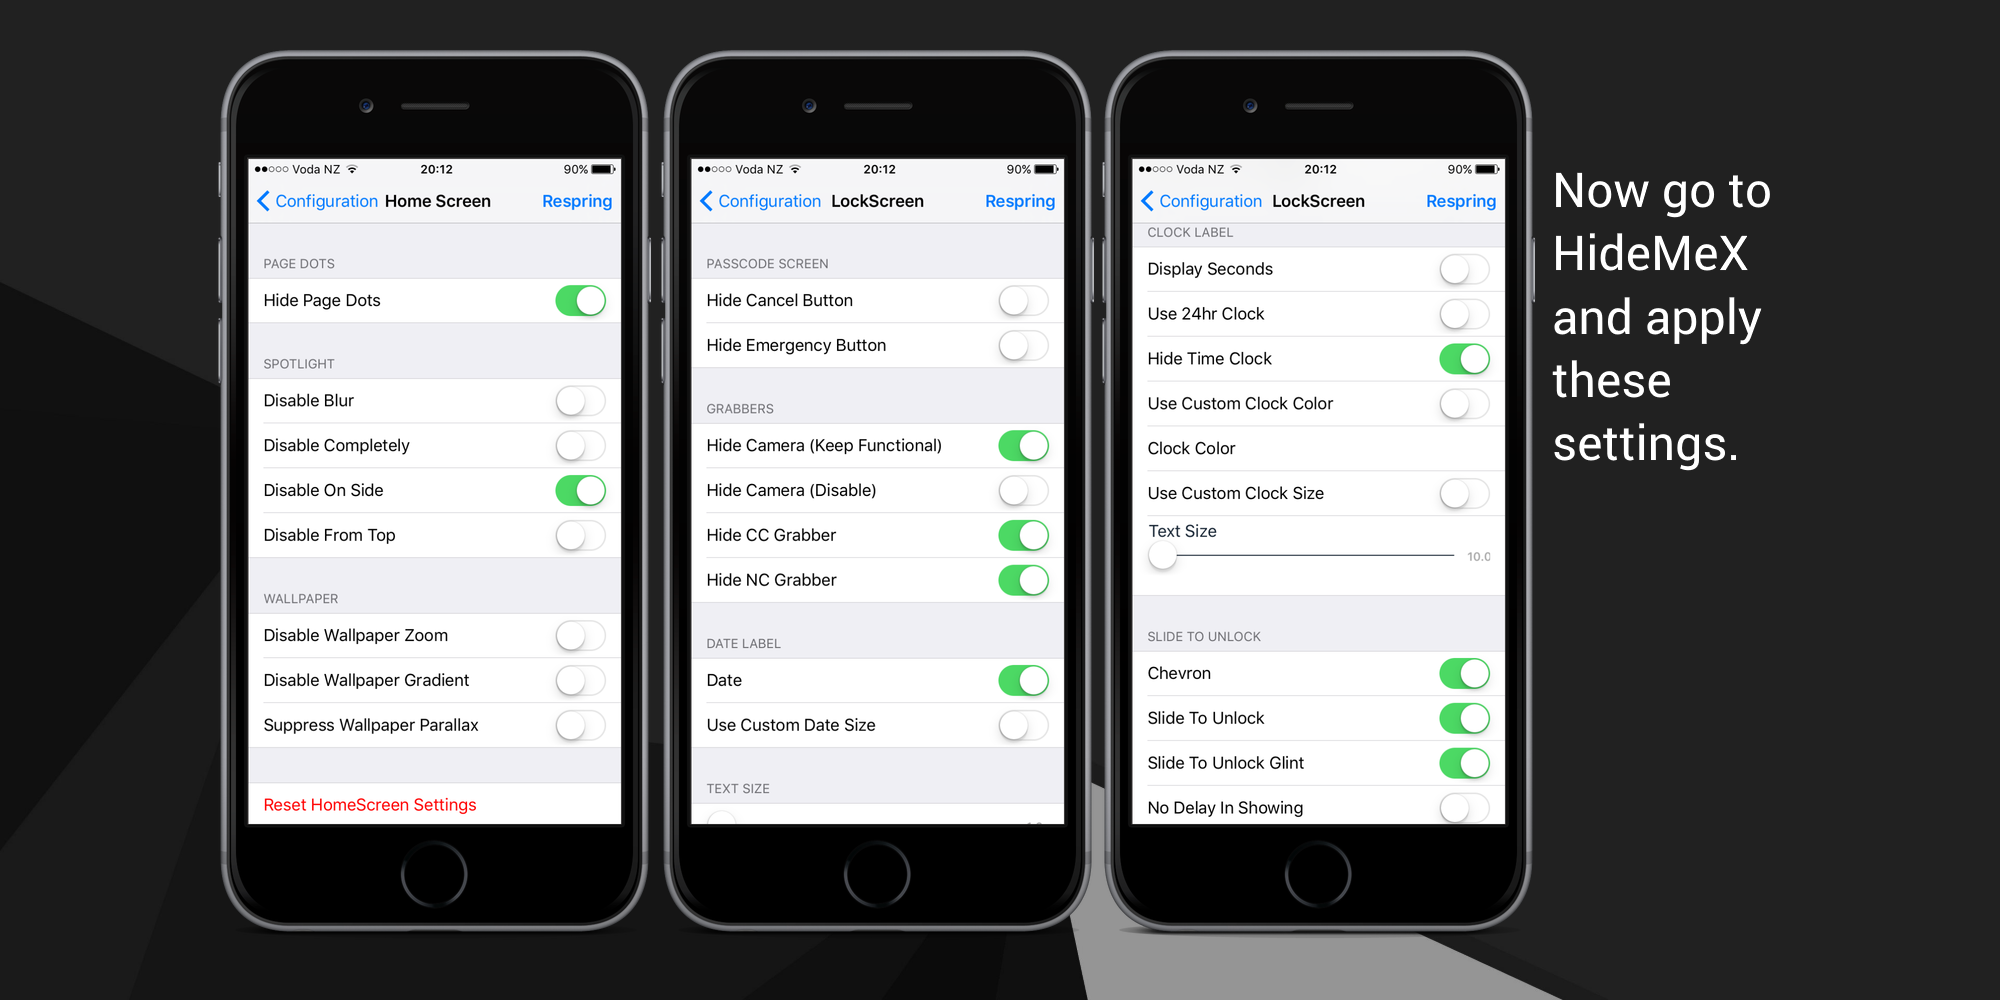 Voda NZ 20:12 90%
Configuration Home Screen Respring
PAGE DOTS
Hide Page Dots
SPOTLIGHT
Disable Blur
Disable Completely
Disable On Side
Disable From Top
WALLPAPER
Disable Wallpaper Zoom
Disable Wallpaper Gradient
Suppress Wallpaper Parallax
Reset HomeScreen Settings
Voda NZ 20:12 90%
Configuration LockScreen Respring
PASSCODE SCREEN
Hide Cancel Button
Hide Emergency Button
GRABBERS
Hide Camera (Keep Functional)
Hide Camera (Disable)
Hide CC Grabber
Hide NC Grabber
DATE LABEL
Date
Use Custom Date Size
TEXT SIZE
Voda NZ 20:12 90%
Configuration LockScreen Respring
CLOCK LABEL
Display Seconds
Use 24hr Clock
Hide Time Clock
Use Custom Clock Color
Clock Color
Use Custom Clock Size
Text Size
10.0
SLIDE TO UNLOCK
Chevron
Slide To Unlock
Slide To Unlock Glint
No Delay In Showing
Now go to
HideMeX
and apply
these
settings.